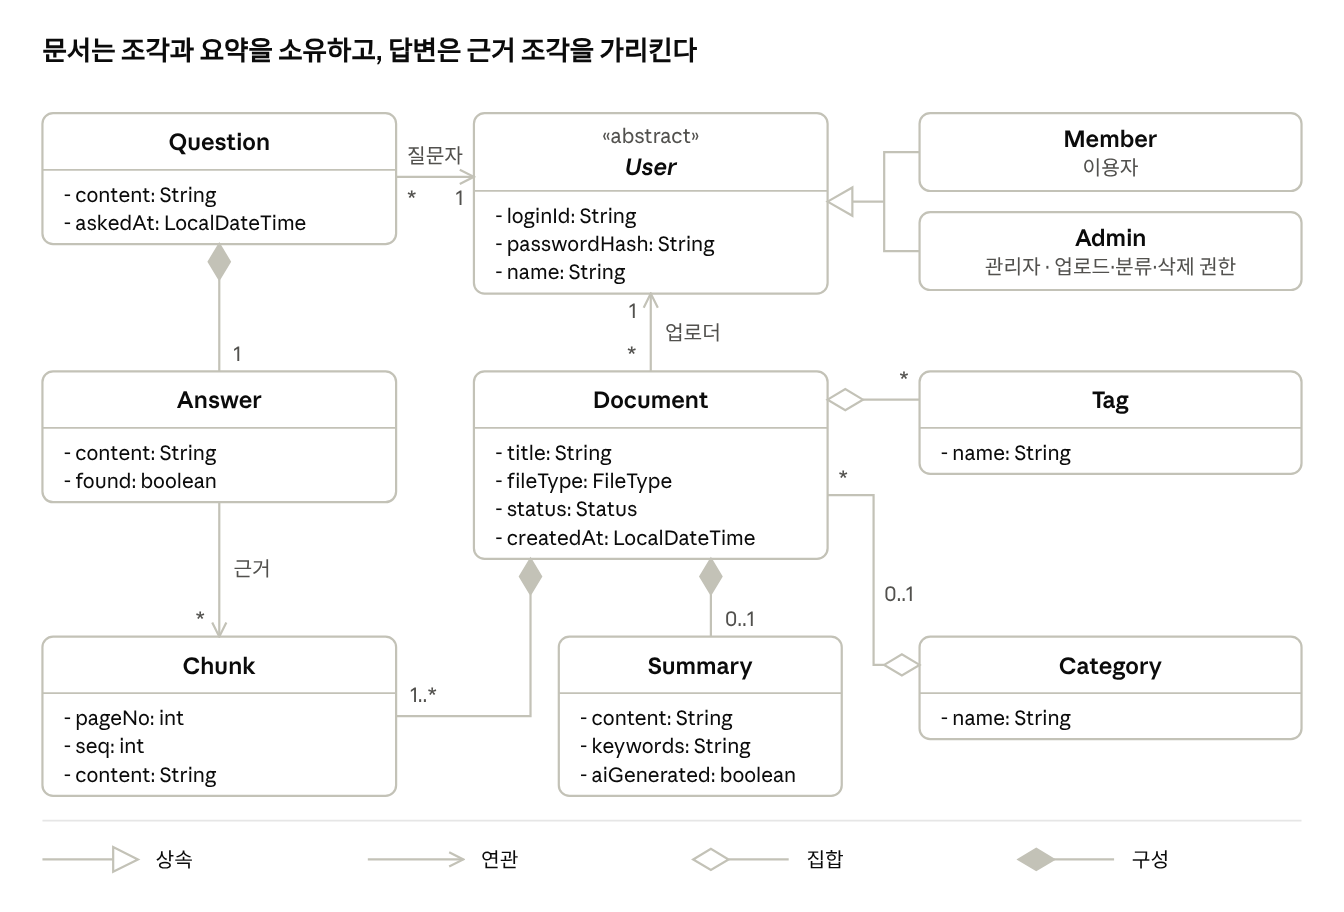 문서는 조각과 요약을 소유하고, 답변은 근거 조각을 가리킨다
Question
- content: String
- askedAt: LocalDateTime
질문자
*
1
«abstract»
User
- loginId: String
- passwordHash: String
- name: String
Member
이용자
Admin
관리자 · 업로드·분류·삭제 권한
1
*
업로더
1
Answer
- content: String
- found: boolean
Document
- title: String
- fileType: FileType
- status: Status
- createdAt: LocalDateTime
*
Tag
- name: String
*
0..1
근거
*
Chunk
- pageNo: int
- seq: int
- content: String
1..*
0..1
Summary
- content: String
- keywords: String
- aiGenerated: boolean
Category
- name: String
상속
연관
집합
구성